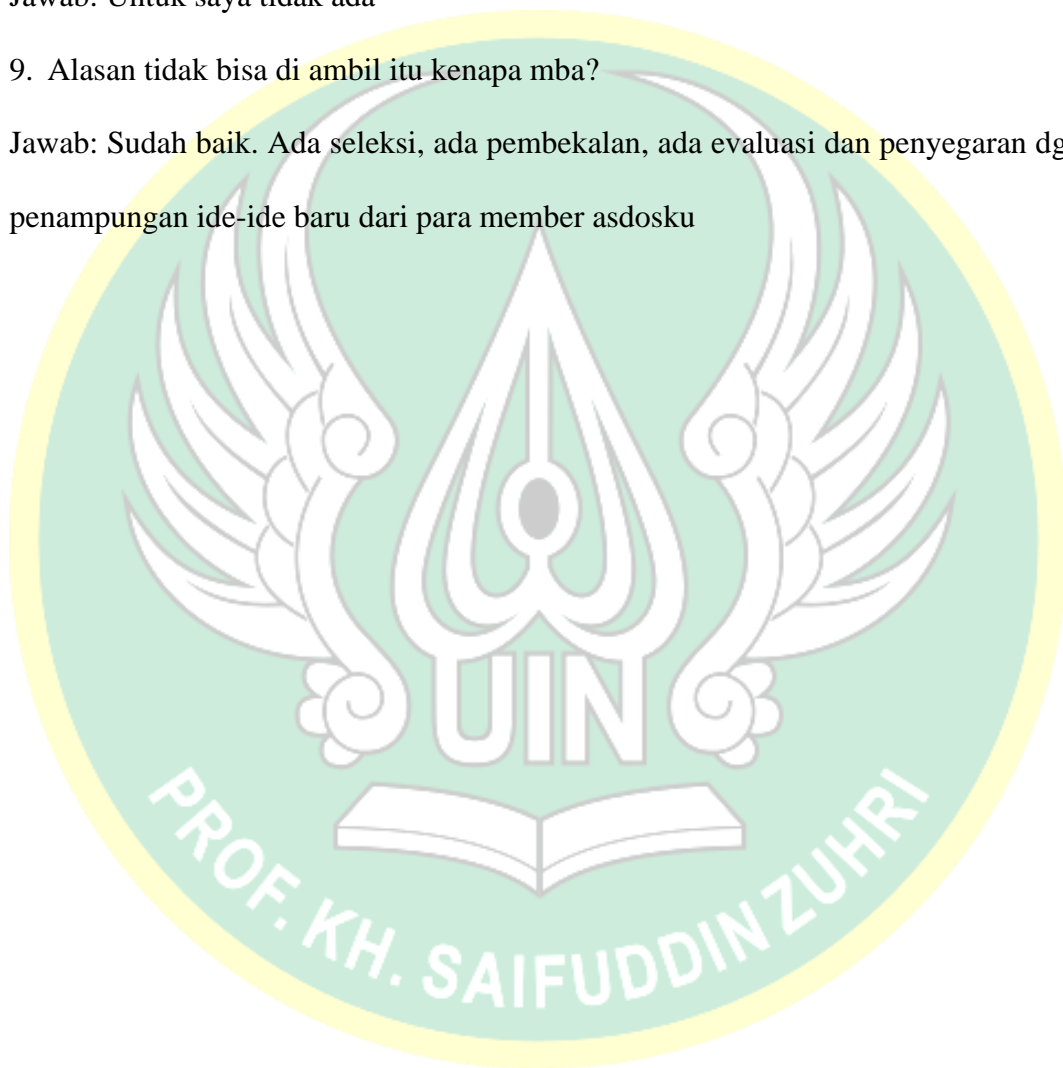 Jawab: Untuk saya tidak ada
9. Alasan tidak bisa di ambil itu kenapa mba?
Jawab: Sudah baik. Ada seleksi, ada pembekalan, ada evaluasi dan penyegaran dg
penampungan ide-ide baru dari para member asdosku
UIN
PROF. KH. SAIFUDDIN ZUHRI